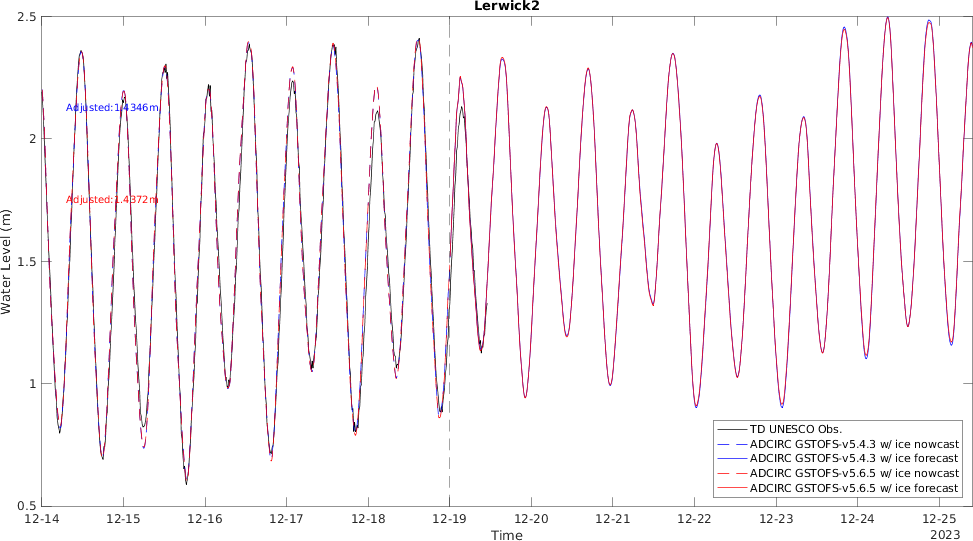 Lerwick2
2.5
2
1.5
1
0.5
Water Level (m)
Adjusted:1.4346m
Adjusted:1.4372m
TD UNESCO Obs.
ADCIRC GSTOFS-v5.4.3 w/ ice nowcast
ADCIRC GSTOFS-v5.4.3 w/ ice forecast
ADCIRC GSTOFS-v5.6.5 w/ ice nowcast
ADCIRC GSTOFS-v5.6.5 w/ ice forecast
12-14 12-15 12-16 12-17 12-18 12-19 12-20 12-21 12-22 12-23 12-24 12-25
Time
2023